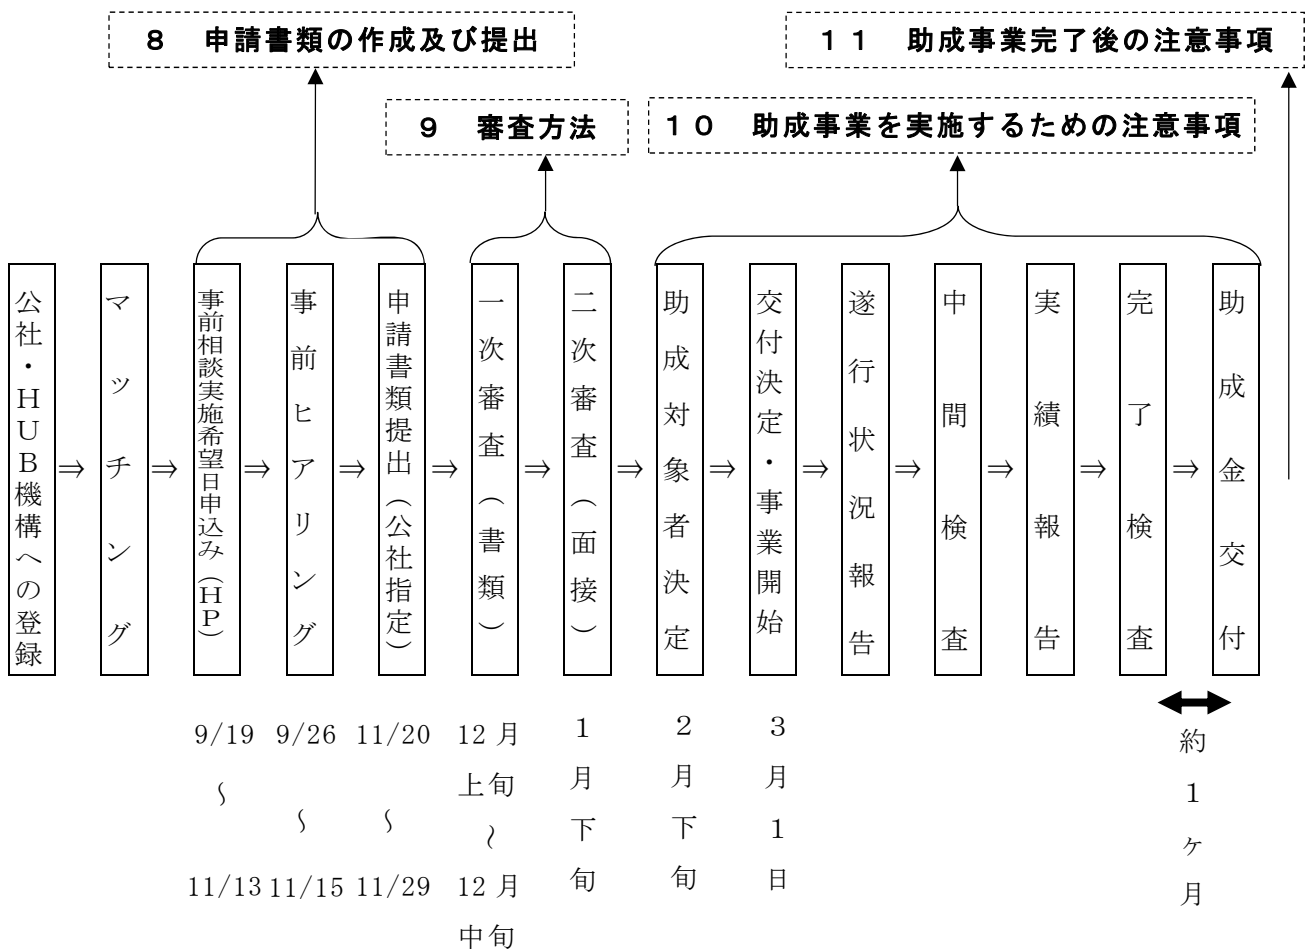 ８　申請書類の作成及び提出
１１　助成事業完了後の注意事項
９　審査方法
１０　助成事業を実施するための注意事項
公社・ＨＵＢ機構への登録
⇒
マッチング
⇒
事前相談実施希望日申込み（ＨＰ）
⇒
事前ヒアリング
⇒
申請書類提出（公社指定）
⇒
一次審査（書類）
⇒
二次審査（面接）
⇒
助成対象者決定
⇒
交付決定・事業開始
⇒
遂行状況報告
⇒
中間検査
⇒
実績報告
⇒
完了検査
⇒
助成金交付
9/19～11/13
9/26～11/15
11/20～11/29
12 月上旬～12 月中旬
１月下旬
２月下旬
３月１日
約１ヶ月